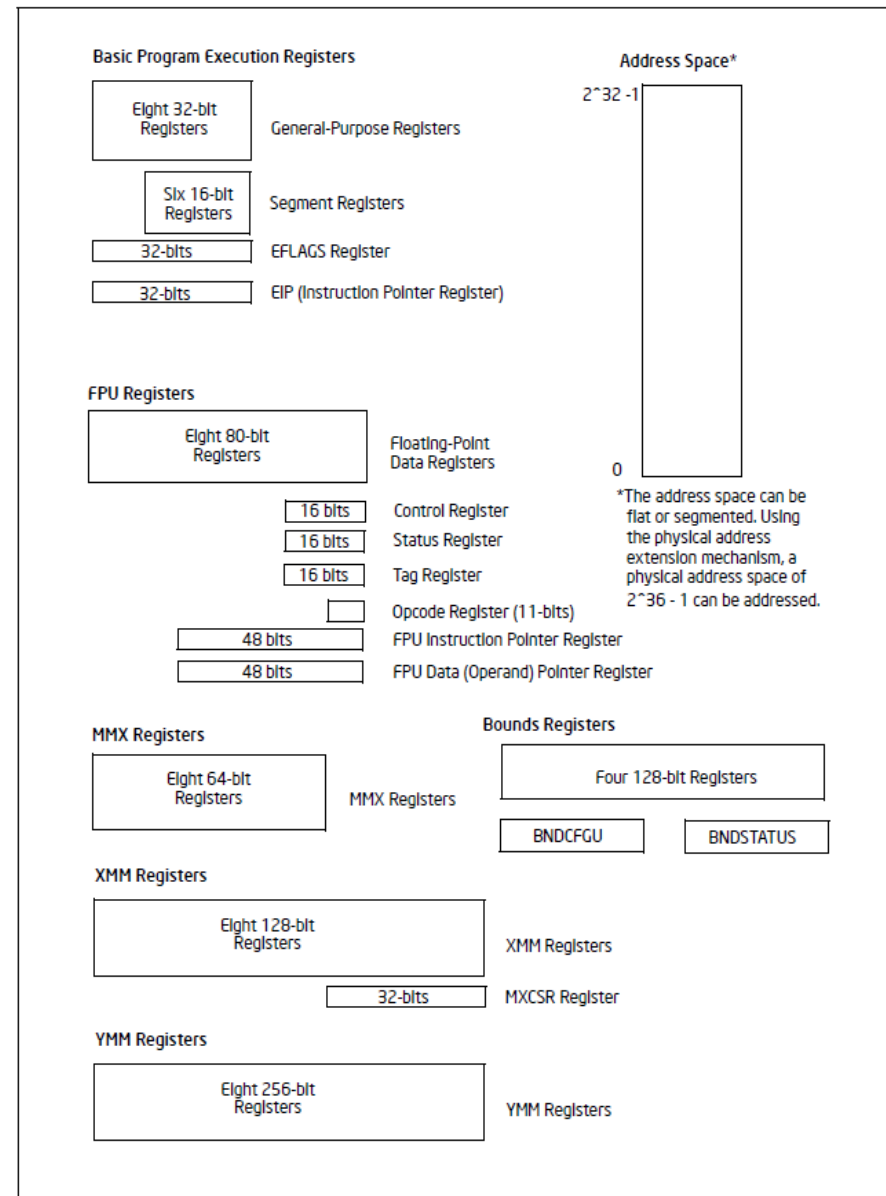 Basic Program Execution Registers
Address Space*
2^32 -1
Eight 32-bit
Registers
General-Purpose Registers
Six 16-bit
Registers
Segment Registers
32-bits
EFLAGS Register
32-bits
EIP (Instruction Pointer Register)
FPU Registers
Eight 80-bit
Registers
Floating-Point
Data Registers
0
*The address space can be
flat or segmented. Using
the physical address
extension mechanism, a
physical address space of
2^36 - 1 can be addressed.
16 bits
Control Register
16 bits
Status Register
16 bits
Tag Register
Opcode Register (11-bits)
48 bits
FPU Instruction Pointer Register
48 bits
FPU Data (Operand) Pointer Register
MMX Registers
Eight 64-bit
Registers
MMX Registers
Bounds Registers
Four 128-bit Registers
BNDCFGU
BNDSTATUS
XMM Registers
Eight 128-bit
Registers
XMM Registers
32-bits
MXCSR Register
YMM Registers
Eight 256-bit
Registers
YMM Registers